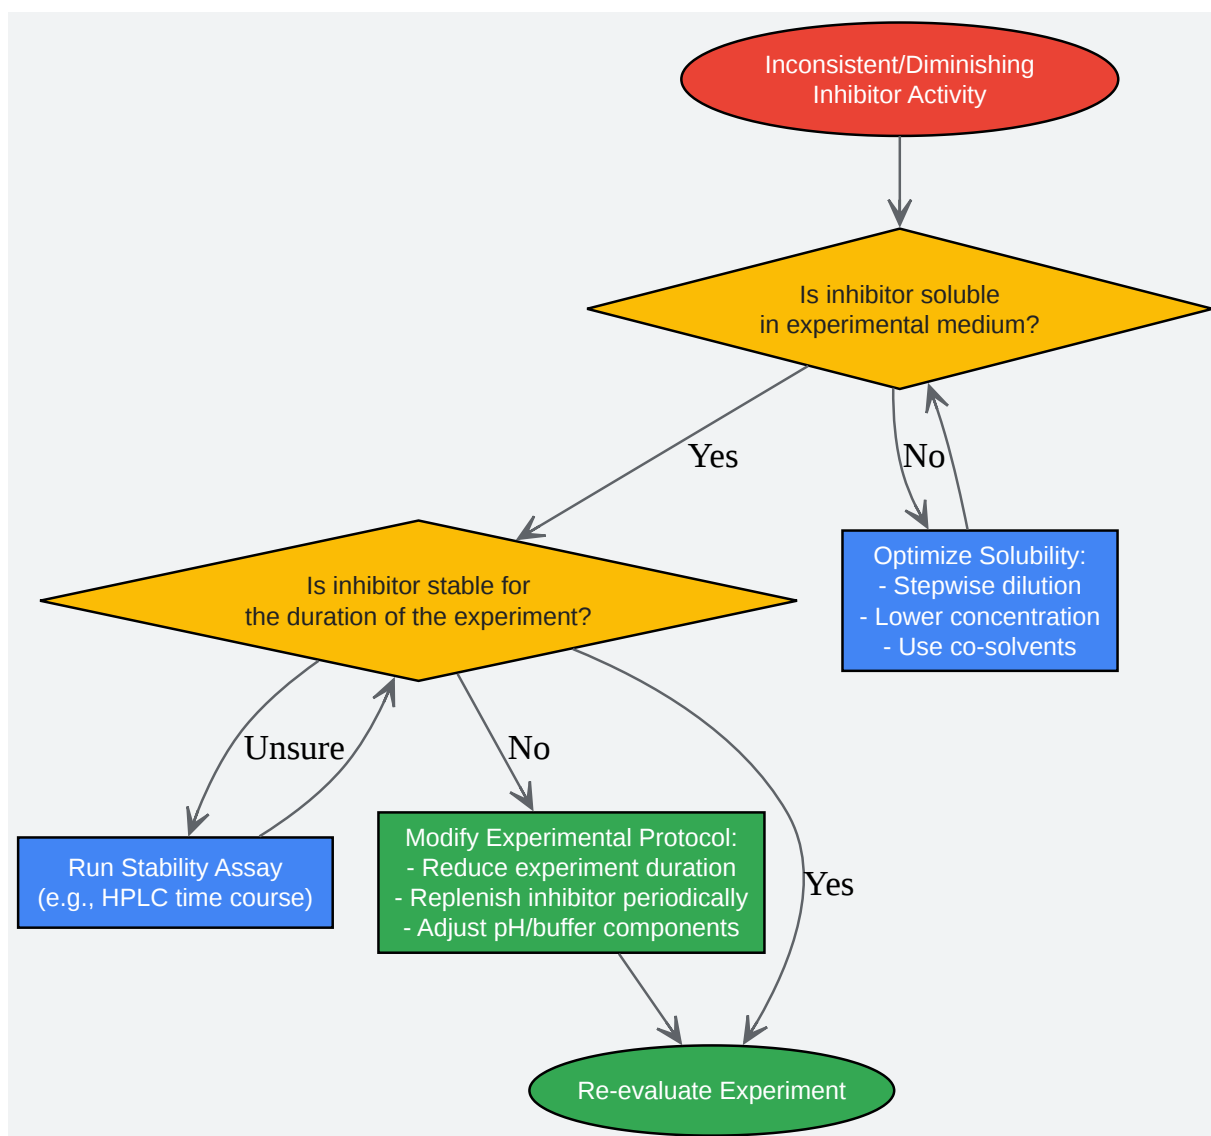 Inconsistent/Diminishing
Inhibitor Activity
Is inhibitor soluble
in experimental medium?
Yes
No
Optimize Solubility:
- Stepwise dilution
- Lower concentration
- Use co-solvents
Is inhibitor stable for
the duration of the experiment?
Unsure
No
Yes
Run Stability Assay
(e.g., HPLC time course)
Modify Experimental Protocol:
- Reduce experiment duration
- Replenish inhibitor periodically
- Adjust pH/buffer components
Re-evaluate Experiment